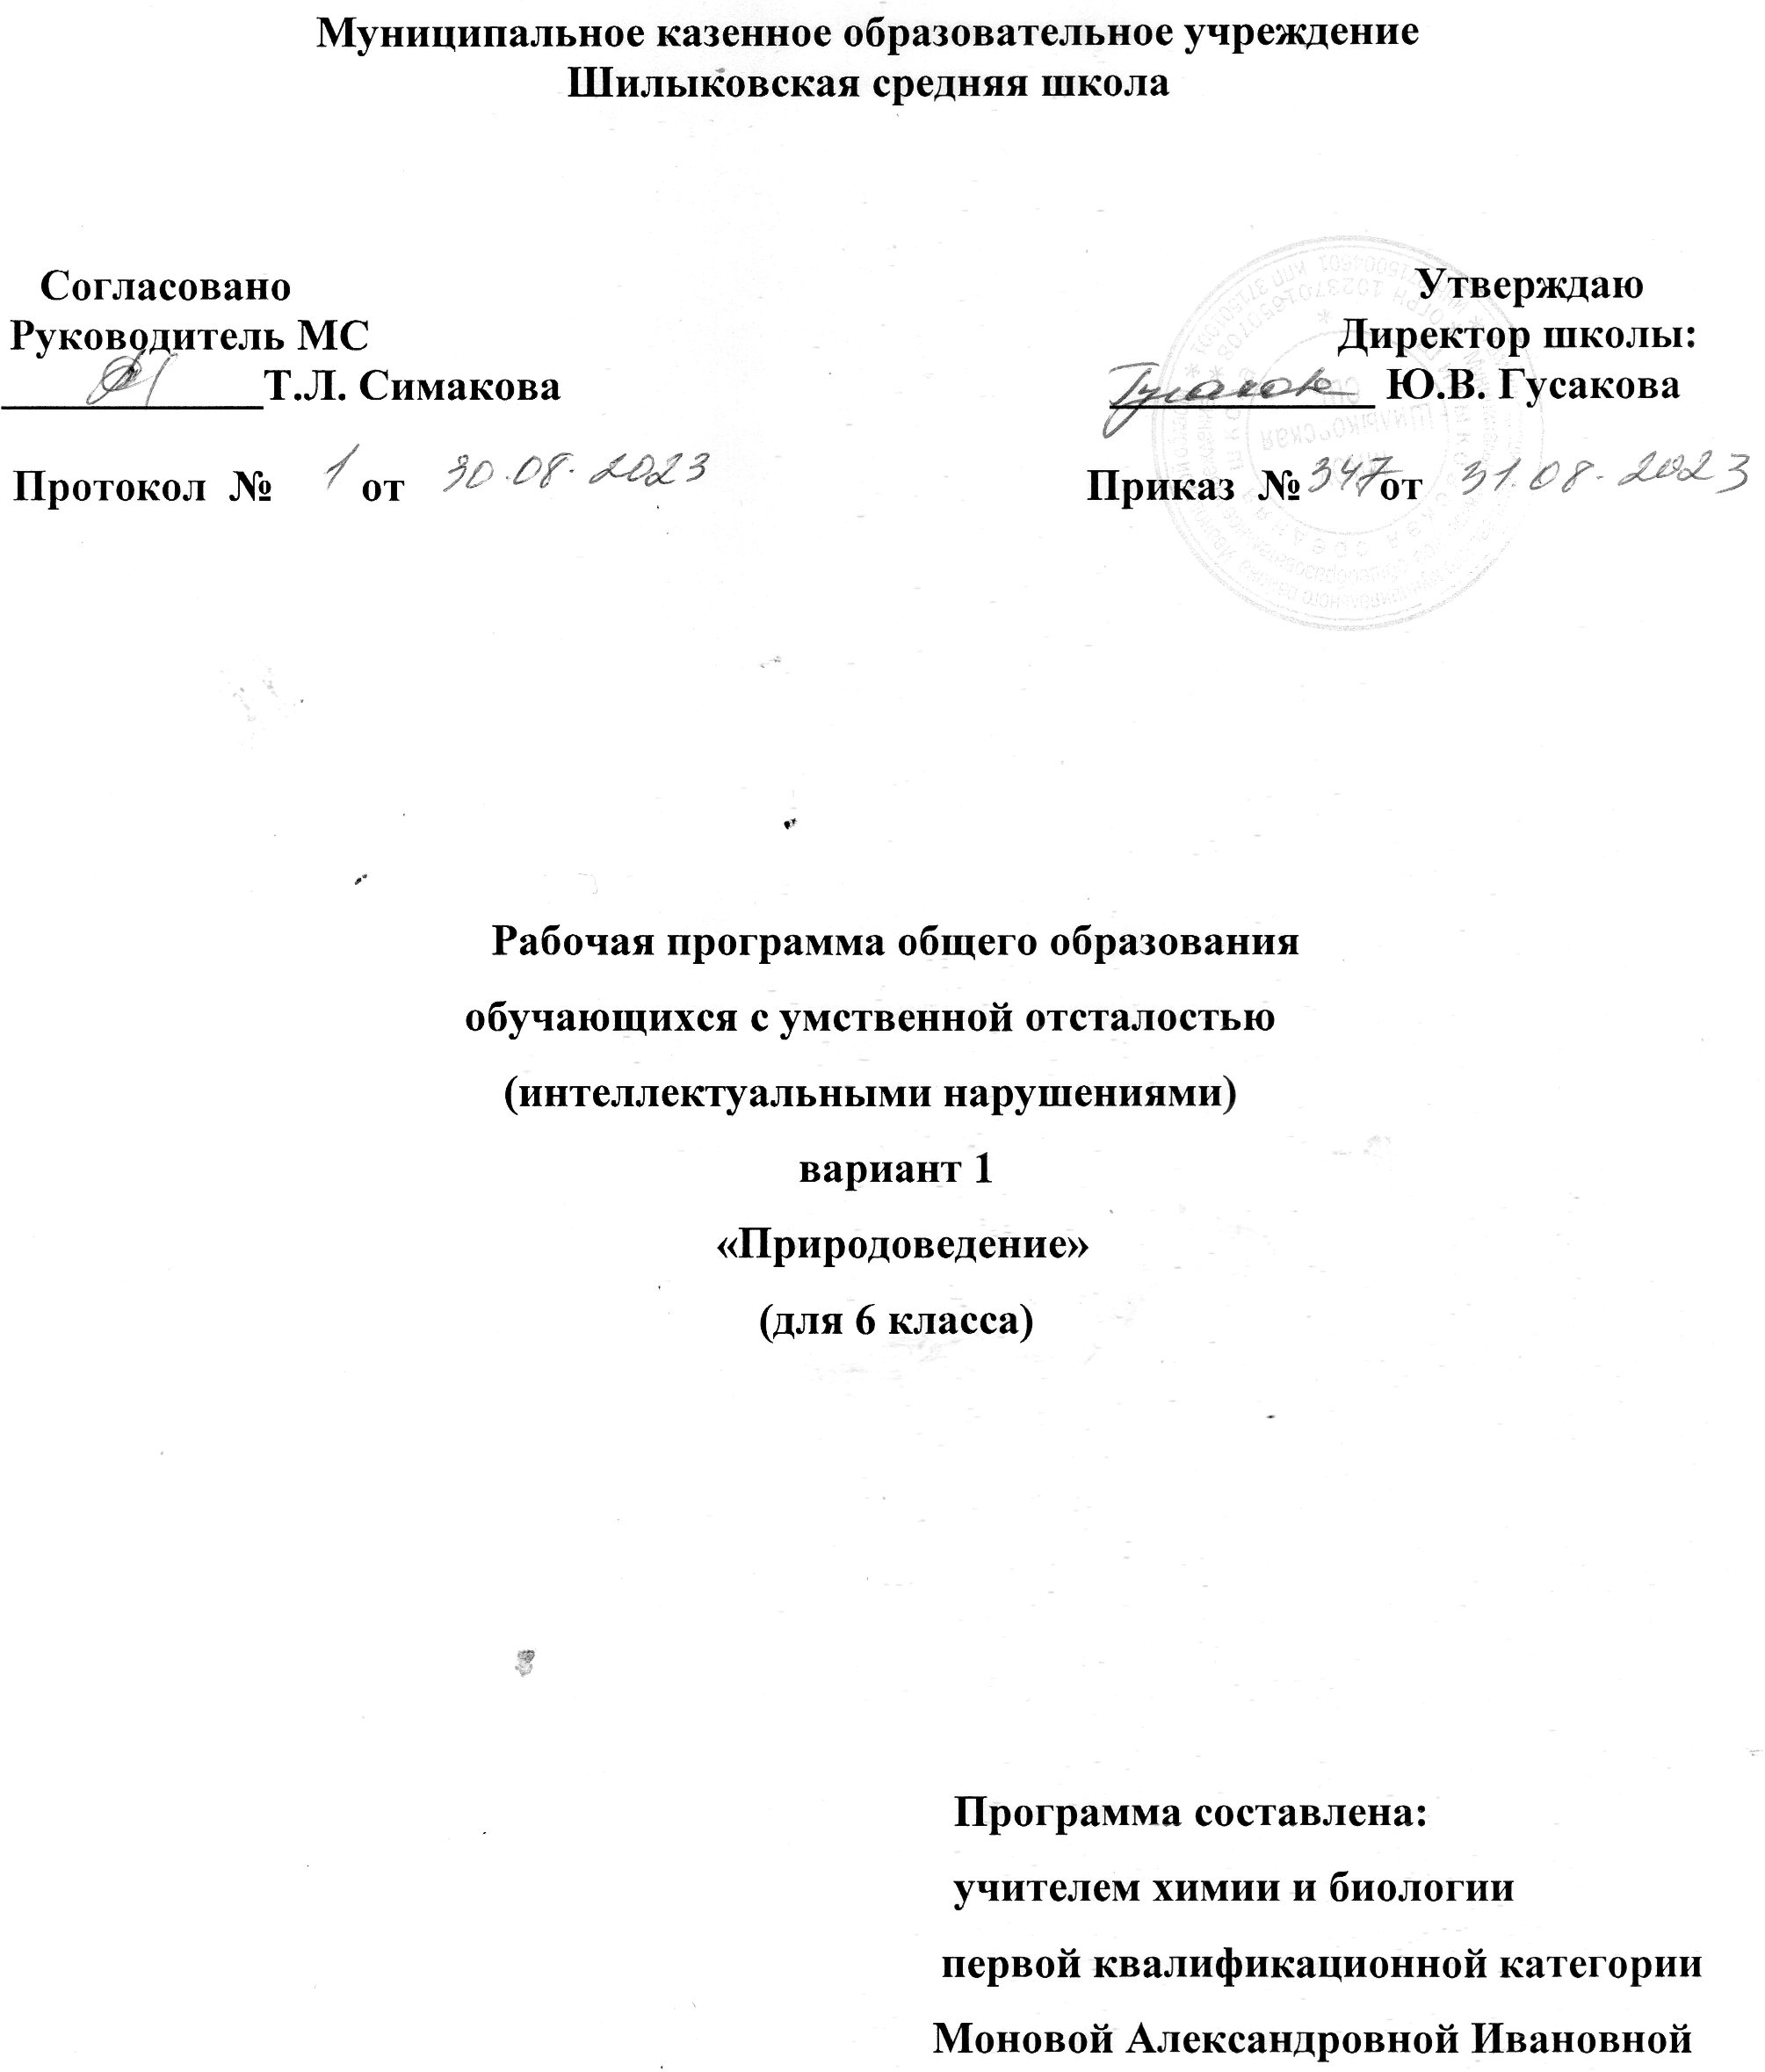 Муниципальное казенное образовательное учреждение
Шилыковская средняя школа
Согласовано
Руководитель МС
Т.Л. Симакова
Протокол № 1 от 30.08.2023
Утверждаю
Директор школы:
Ю.В. Гусакова
Приказ № 347 от 31.08.2023
Рабочая программа общего образования
обучающихся с умственной отсталостью
(интеллектуальными нарушениями)
вариант 1
«Природоведение»
(для 6 класса)
Программа составлена:
учителем химии и биологии
первой квалификационной категории
Моновой Александровной Ивановной